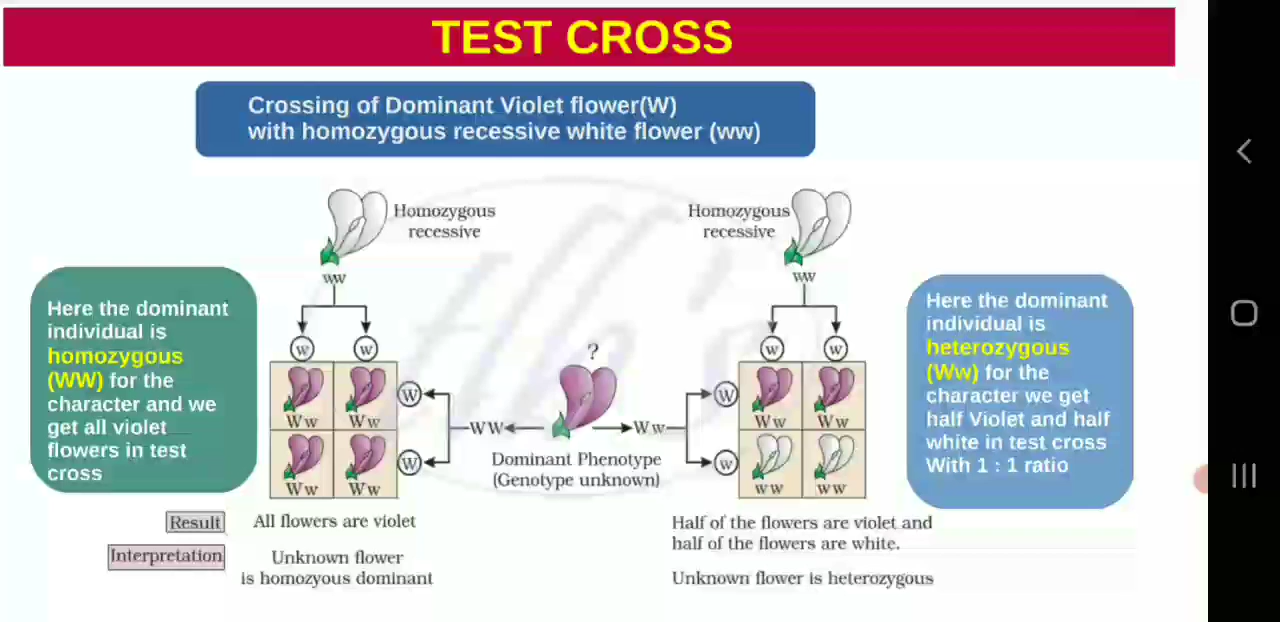 TEST CROSS
Crossing of Dominant Violet flower(W)
with homozygous recessive white flower (ww)
Homozygous
recessive
ww
w w
Homozygous
recessive
ww
w w
Here the dominant
individual is
homozygous
(WW) for the
character and we
get all violet
flowers in test
cross
Ww Ww
W
Ww Ww
W
WW
?
Ww
Dominant Phenotype
(Genotype unknown)
W
Ww Ww
w
ww ww
Here the dominant
individual is
heterozygous
(Ww) for the
character we get
half Violet and half
white in test cross
With 1 : 1 ratio
Result
All flowers are violet
Half of the flowers are violet and
half of the flowers are white.
Interpretation
Unknown flower
is homozyous dominant
Unknown flower is heterozygous